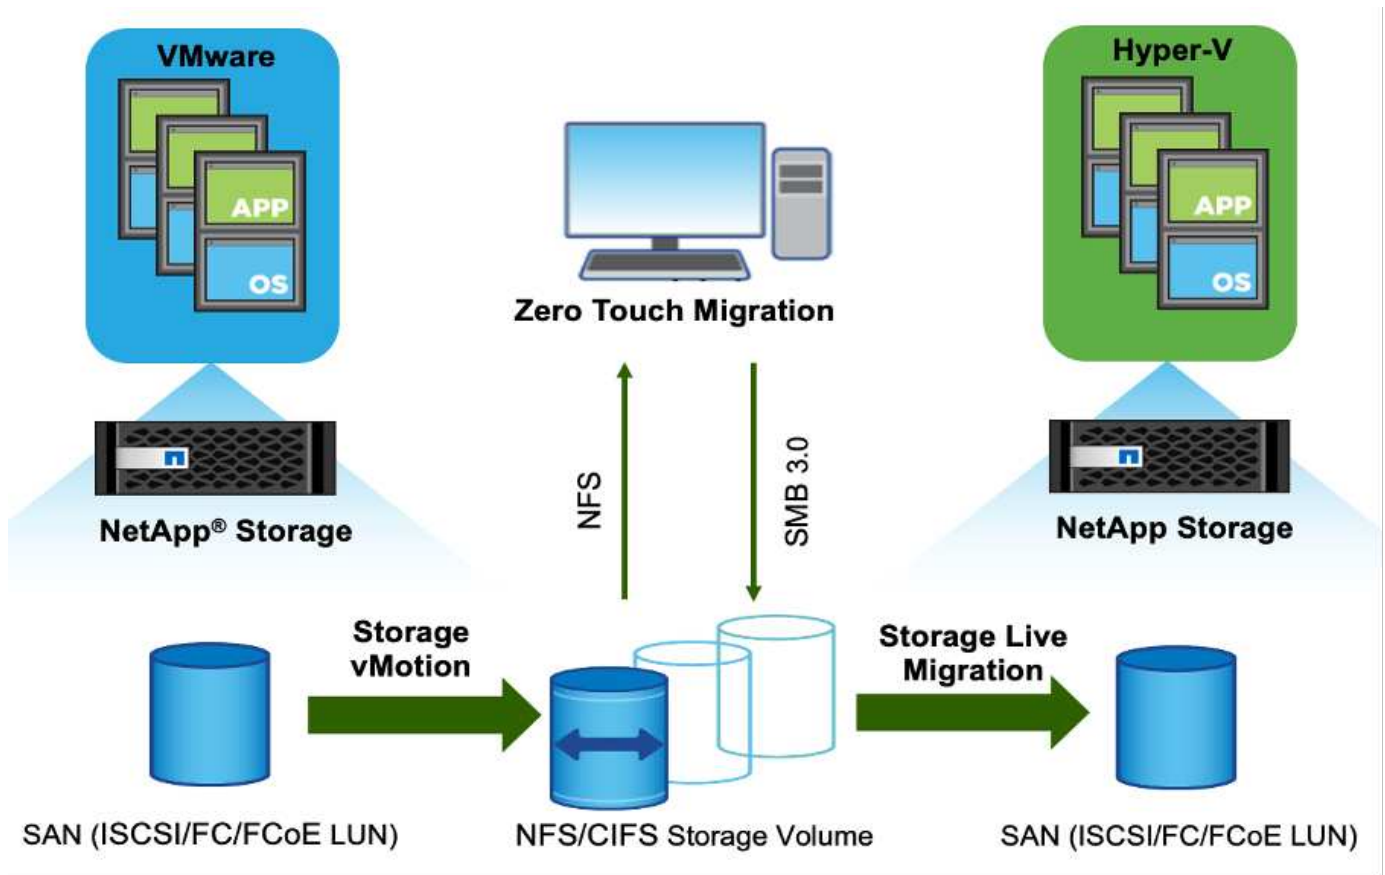 VMware
APP
OS
Hyper-V
APP
OS
Zero Touch Migration
NetApp® Storage
NetApp Storage
NFS
SMB 3.0
Storage
vMotion
Storage Live
Migration
SAN (ISCSI/FC/FCoE LUN)
NFS/CIFS Storage Volume
SAN (ISCSI/FC/FCoE LUN)